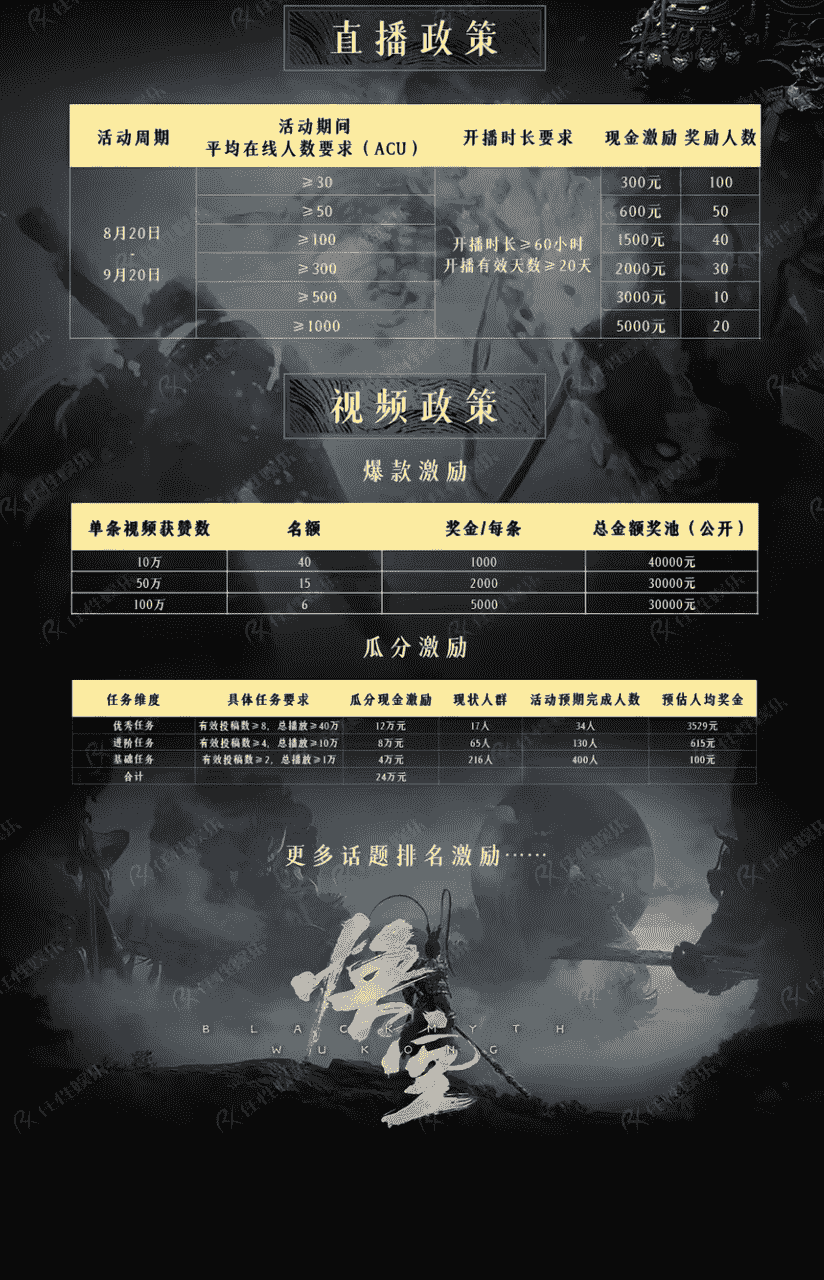 直播政策
活动周期 活动期间 平均在线人数要求（ACU） 开播时长要求 现金激励 奖励人数
8月20日
-
9月20日
开播时长≥60小时
开播有效天数≥20天
≥30 300元 100
≥50 600元 50
≥100 1500元 40
≥300 2000元 30
≥500 3000元 10
≥1000 5000元 20
视频政策
爆款激励
单条视频获赞数 名额 奖金/每条 总金额奖池（公开）
10万 40 1000 40000元
50万 15 2000 30000元
100万 6 5000 30000元
瓜分激励
任务维度 具体任务要求 瓜分现金激励 现状人群 活动预期完成人数 预估人均奖金
优秀任务 有效投稿数≥8，总播放≥40万 12万元 17人 34人 3529元
进阶任务 有效投稿数≥4，总播放≥10万 8万元 65人 130人 615元
基础任务 有效投稿数≥2，总播放≥1万 4万元 216人 400人 100元
合计 24万元
更多话题排名激励……
悟空
BLACK MYTH
WUKONG
任性娱乐